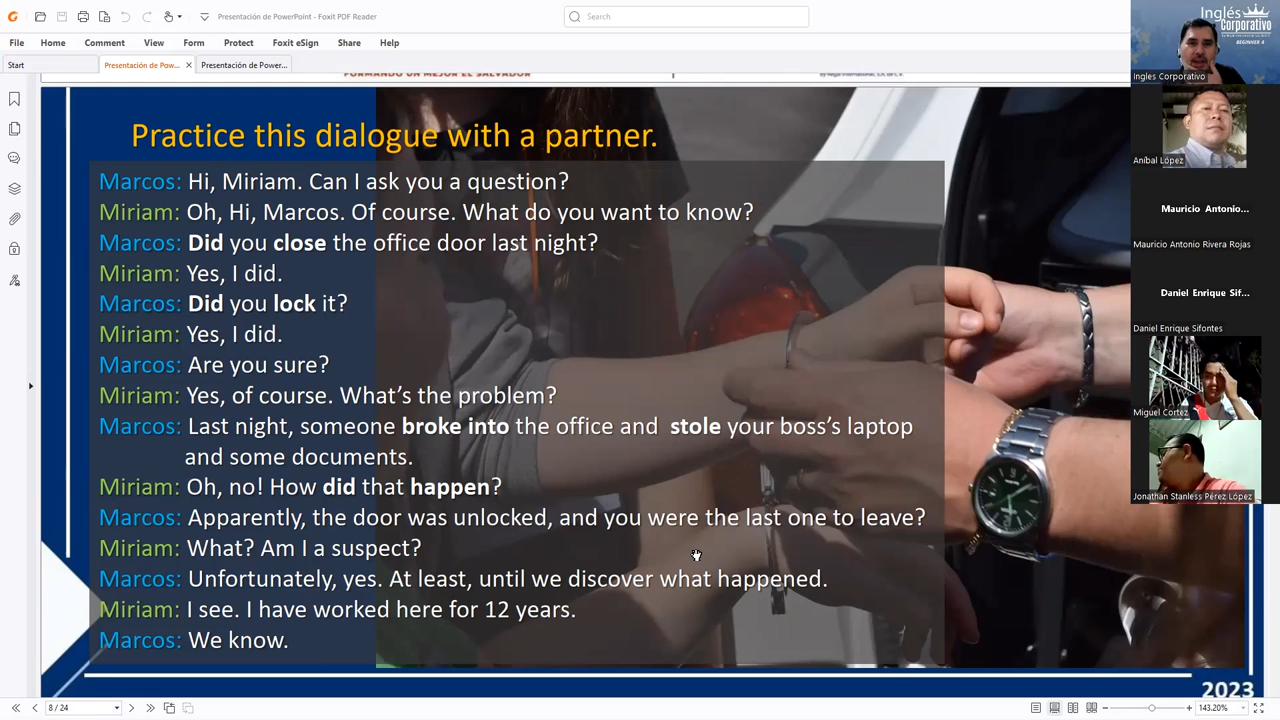 Presentación de PowerPoint - Foxit PDF Reader
Search
File Home Comment View Form Protect Foxit eSign Share Help
Start
Presentación de Pow...
Presentación de Power...
FORMANDO UN MEJOR EL SALVADOR
Practice this dialogue with a partner.
Marcos: Hi, Miriam. Can I ask you a question?
Miriam: Oh, Hi, Marcos. Of course. What do you want to know?
Marcos: Did you close the office door last night?
Miriam: Yes, I did.
Marcos: Did you lock it?
Miriam: Yes, I did.
Marcos: Are you sure?
Miriam: Yes, of course. What’s the problem?
Marcos: Last night, someone broke into the office and stole your boss’s laptop
and some documents.
Miriam: Oh, no! How did that happen?
Marcos: Apparently, the door was unlocked, and you were the last one to leave?
Miriam: What? Am I a suspect?
Marcos: Unfortunately, yes. At least, until we discover what happened.
Miriam: I see. I have worked here for 12 years.
Marcos: We know.
2023
8 / 24
143.20%
Inglés
Corporativo
BEGINNER 4
Ingles Corporativo
Aníbal López
Mauricio Antonio...
Mauricio Antonio Rivera Rojas
Daniel Enrique Sif...
Daniel Enrique Sifontes
Miguel Cortez
Jonathan Stanless Pérez López